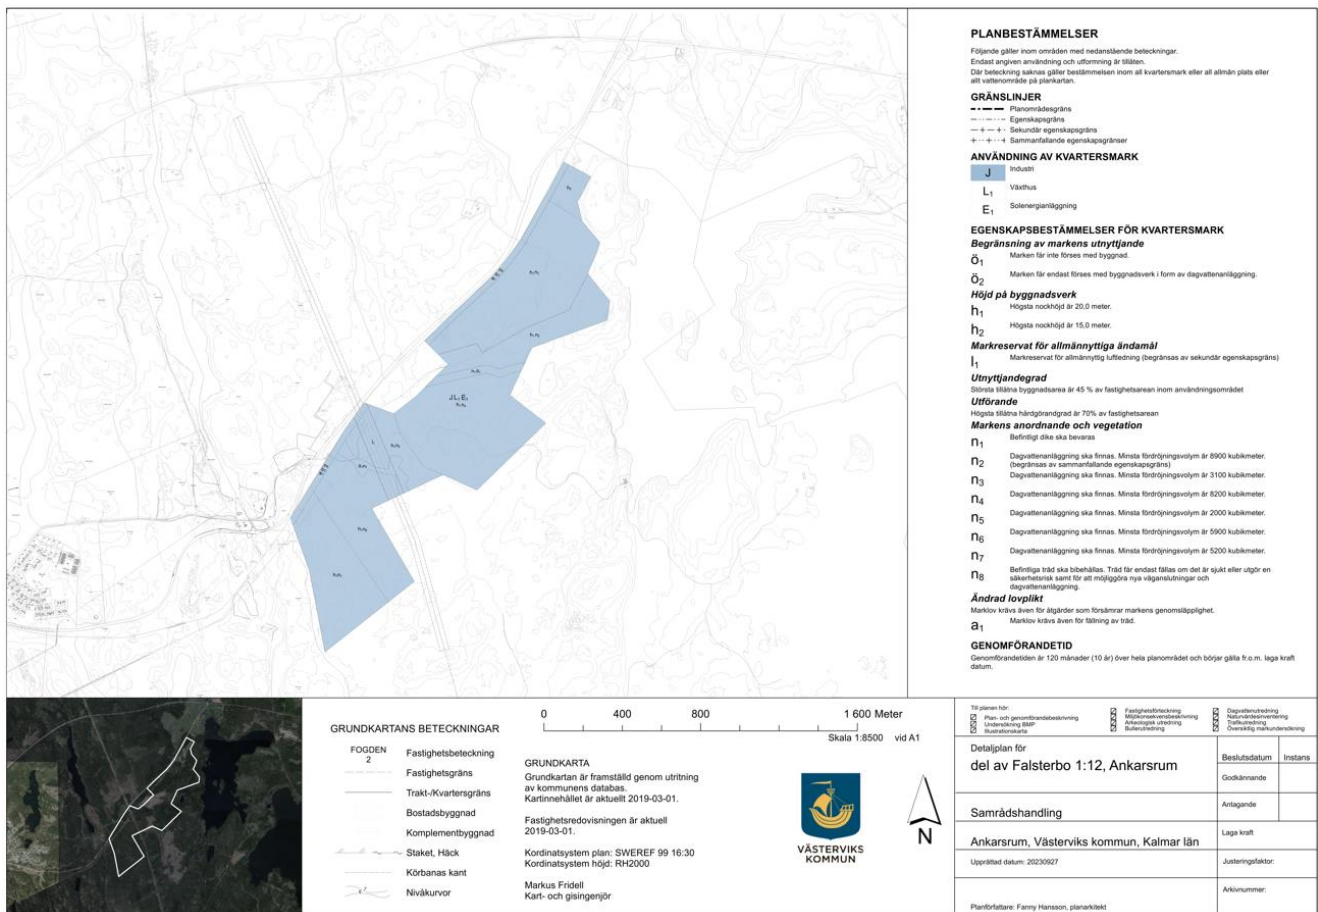 PLANBESTÄMMELSER
Följande gäller inom områden med nedanstående beteckningar.
Endast angiven användning och utformning är tillåten.
Där beteckning saknas gäller bestämmelsen inom all kvartersmark eller all allmän plats eller
allt vattenområde på plankartan.
GRÄNSLINJER
Planområdesgräns
Egenskapsgräns
Sekundär egenskapsgräns
Sammanfallande egenskapsgränser
ANVÄNDNING AV KVARTERSMARK
J Industri
L1 Växthus
E1 Solenergianläggning
EGENSKAPSBESTÄMMELSER FÖR KVARTERSMARK
Begränsning av markens utnyttjande
ö1 Marken får inte förses med byggnad.
ö2 Marken får endast förses med byggnadsverk i form av dagvattenanläggning.
Höjd på byggnadsverk
h1 Högsta nockhöjd är 20,0 meter.
h2 Högsta nockhöjd är 15,0 meter.
Markreservat för allmännyttiga ändamål
l1 Markreservat för allmännyttig luftledning (begränsas av sekundär egenskapsgräns)
Utnyttjandegrad
Största tillåtna byggnadsarea är 45 % av fastighetsarean inom användningsområdet
Utförande
Högsta tillåtna hårdgörandgrad är 70% av fastighetsarean
Markens anordnande och vegetation
n1 Befintligt dike ska bevaras
n2 Dagvattenanläggning ska finnas. Minsta fördröjningsvolym är 8900 kubikmeter.
(begränsas av sammanfallande egenskapsgräns)
n3 Dagvattenanläggning ska finnas. Minsta fördröjningsvolym är 3100 kubikmeter.
n4 Dagvattenanläggning ska finnas. Minsta fördröjningsvolym är 8200 kubikmeter.
n5 Dagvattenanläggning ska finnas. Minsta fördröjningsvolym är 2000 kubikmeter.
n6 Dagvattenanläggning ska finnas. Minsta fördröjningsvolym är 5900 kubikmeter.
n7 Dagvattenanläggning ska finnas. Minsta fördröjningsvolym är 5200 kubikmeter.
n8 Befintliga träd ska bibehållas. Träd får endast fällas om det är sjukt eller utgör en
säkerhetsrisk samt för att möjliggöra nya väganslutningar och
dagvattenanläggning.
Ändrad lovplikt
Marklov krävs även för åtgärder som försämrar markens genomsläpplighet.
a1 Marklov krävs även för fällning av träd.
GENOMFÖRANDETID
Genomförandetiden är 120 månader (10 år) över hela planområdet och börjar gälla fr.o.m. laga kraft
datum.
J L1 E1
GRUNDKARTANS BETECKNINGAR
FOGDEN
2
Fastighetsbeteckning
Fastighetsgräns
Trakt-/Kvartersgräns
Bostadsbyggnad
Komplementbyggnad
Staket, Häck
Körbanas kant
Nivåkurvor
0 400 800 1 600 Meter
Skala 1:8500 vid A1
GRUNDKARTA
Grundkartan är framställd genom utritning
av kommunens databas.
Kartinnehållet är aktuellt 2019-03-01.
Fastighetsredovisningen är aktuell
2019-03-01.
Kordinatsystem plan: SWEREF 99 16:30
Kordinatsystem höjd: RH2000
Markus Fridell
Kart- och gisingenjör
VÄSTERVIKS
KOMMUN
N
Till planen hör:
Plan- och genomförandebeskrivning
Undersökning BMP
Illustrationskarta
Fastighetsförteckning
Miljökonsekvensbeskrivning
Arkeologisk utredning
Bullerutredning
Dagvattenutredning
Naturvärdesinventering
Trafikutredning
Översiktlig markundersökning
Detaljplan för
del av Falsterbo 1:12, Ankarsrum
Samrådshandling
Ankarsrum, Västerviks kommun, Kalmar län
Upprättad datum: 20230927
Planförfattare: Fanny Hansson, planarkitekt
Beslutsdatum Instans
Godkännande
Antagande
Laga kraft
Justeringsfaktor:
Arkivnummer: